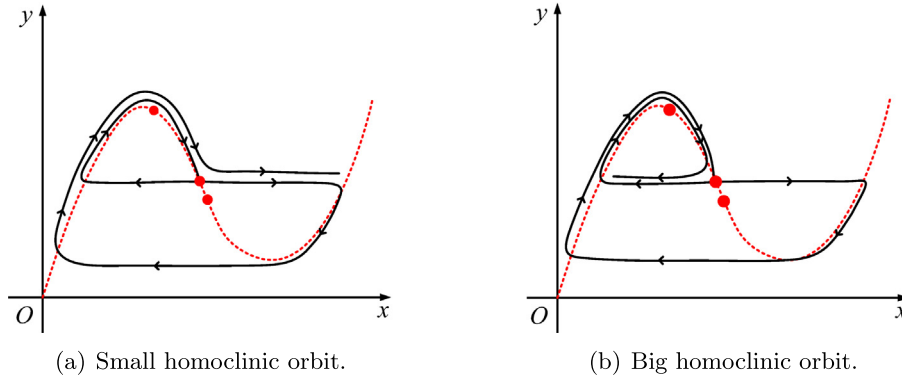 y
O
x
(a) Small homoclinic orbit.
y
O
x
(b) Big homoclinic orbit.